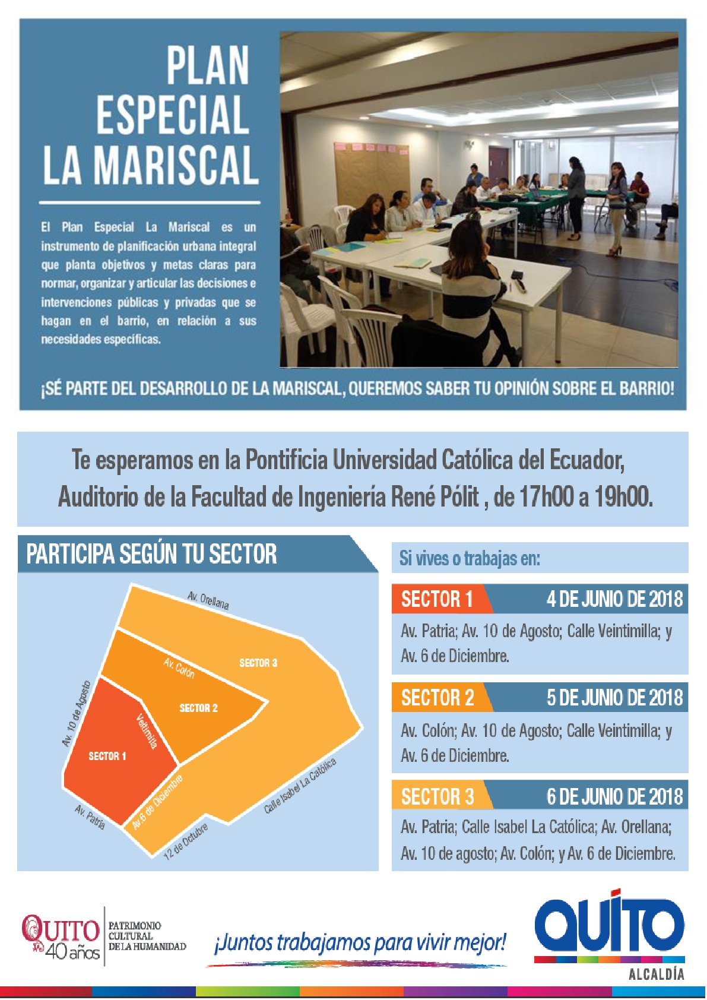 PLAN
ESPECIAL
LA MARISCAL
El Plan Especial La Mariscal es un
instrumento de planificación urbana integral
que planta objetivos y metas claras para
normar, organizar y articular las decisiones e
intervenciones públicas y privadas que se
hagan en el barrio, en relación a sus
necesidades específicas.
¡SÉ PARTE DEL DESARROLLO DE LA MARISCAL, QUEREMOS SABER TU OPINIÓN SOBRE EL BARRIO!
Te esperamos en la Pontificia Universidad Católica del Ecuador,
Auditorio de la Facultad de Ingeniería René Pólit , de 17h00 a 19h00.
PARTICIPA SEGÚN TU SECTOR
Av. Orellana
SECTOR 3
Av. Colón
SECTOR 2
Av. 10 de Agosto
Veitimilla
SECTOR 1
Av. Patria
Av.6 de Diciembre
12 de Octubre
Calle Isabel La Católica
Si vives o trabajas en:
SECTOR 1 4 DE JUNIO DE 2018
Av. Patria; Av. 10 de Agosto; Calle Veintimilla; y
Av. 6 de Diciembre.
SECTOR 2 5 DE JUNIO DE 2018
Av. Colón; Av. 10 de Agosto; Calle Veintimilla; y
Av. 6 de Diciembre.
SECTOR 3 6 DE JUNIO DE 2018
Av. Patria; Calle Isabel La Católica; Av. Orellana;
Av. 10 de agosto; Av. Colón; y Av. 6 de Diciembre.
QUITO
40 años
PATRIMONIO
CULTURAL
DE LA HUMANIDAD
¡Juntos trabajamos para vivir mejor!
QUITO
ALCALDÍA